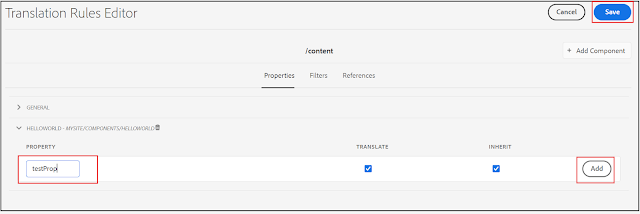 Translation Rules Editor
Cancel
Save
/content
+ Add Component
Properties Filters References
GENERAL
HELLOWORLD - MYSITE/COMPONENTS/HELLOWORLD
PROPERTY TRANSLATE INHERIT
testProp
Add